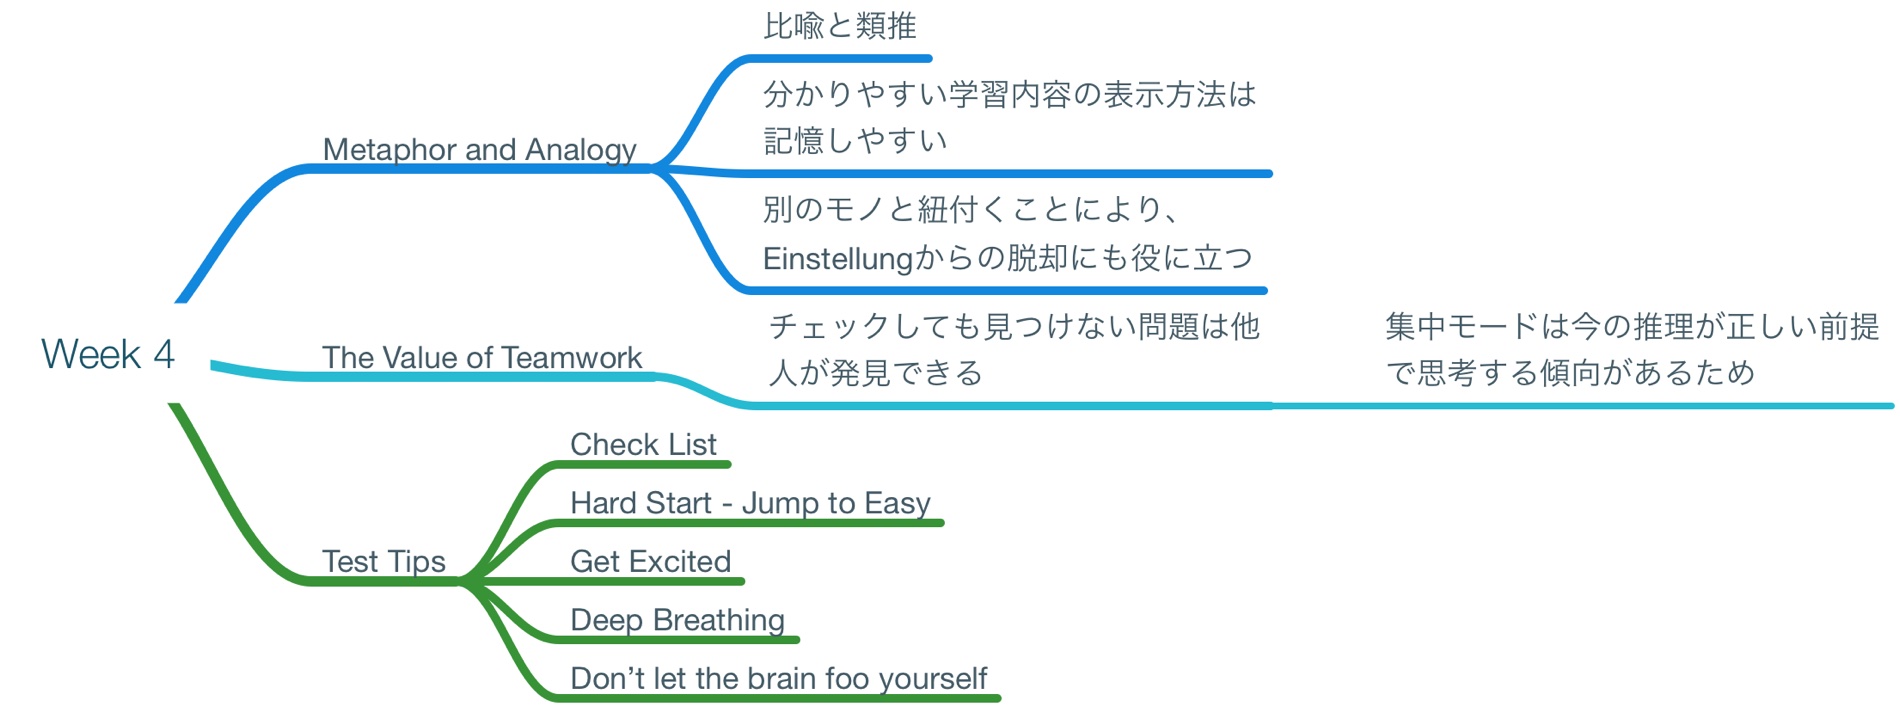 Week 4
Metaphor and Analogy
比喩と類推
分かりやすい学習内容の表示方法は
記憶しやすい
別のモノと紐付くことにより、
Einstellungからの脱却にも役に立つ
The Value of Teamwork
チェックしても見つけない問題は他
人が発見できる
集中モードは今の推理が正しい前提
で思考する傾向があるため
Test Tips
Check List
Hard Start - Jump to Easy
Get Excited
Deep Breathing
Don’t let the brain foo yourself